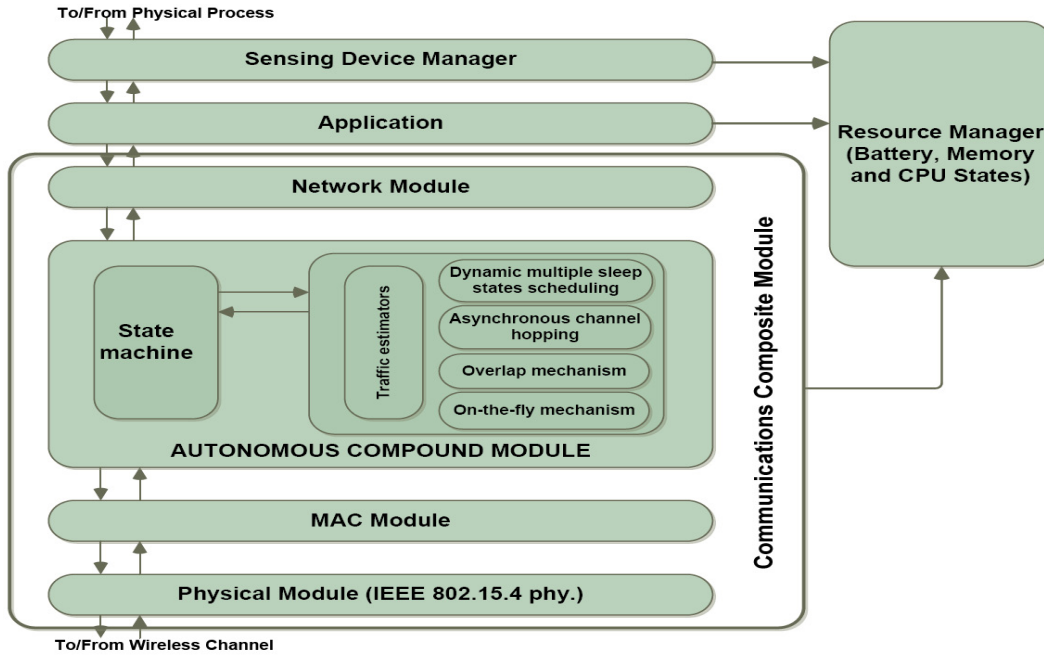 To/From Physical Process
Sensing Device Manager
Application
Network Module
State
machine
Traffic estimators
Dynamic multiple sleep
states scheduling
Asynchronous channel
hopping
Overlap mechanism
On-the-fly mechanism
AUTONOMOUS COMPOUND MODULE
MAC Module
Physical Module (IEEE 802.15.4 phy.)
To/From Wireless Channel
Communications Composite Module
Resource Manager
(Battery, Memory
and CPU States)